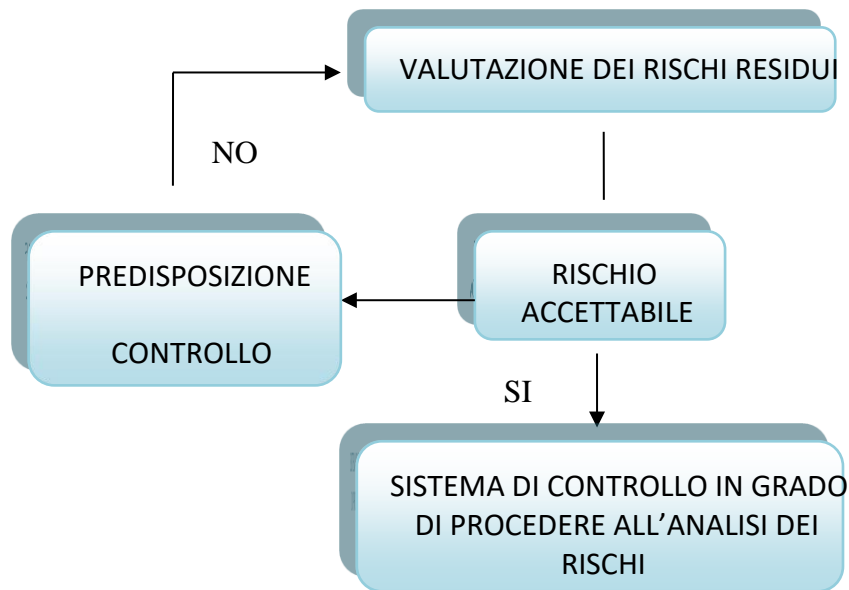 VALUTAZIONE DEI RISCHI RESIDUI
NO
PREDISPOSIZIONE
CONTROLLO
RISCHIO
ACCETTABILE
SI
SISTEMA DI CONTROLLO IN GRADO
DI PROCEDERE ALL’ANALISI DEI
RISCHI